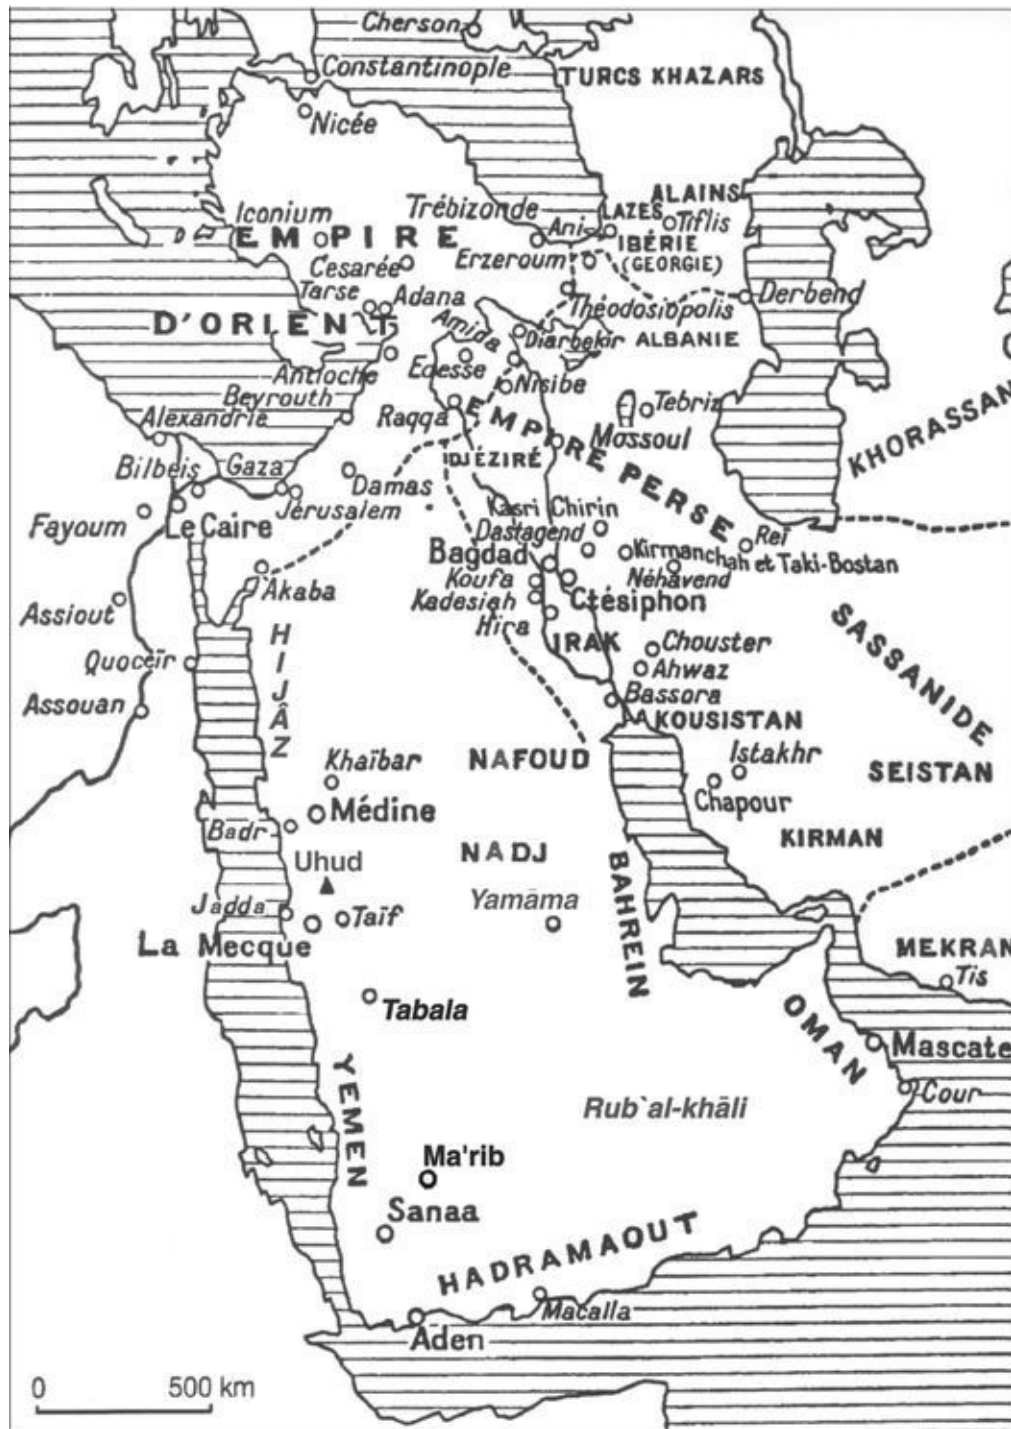 Cherson
Constantinople
TURCS KHAZARS
Nicée
ALAINS
Trébizonde
LAZES
Tiflis
Iconium
Ani
EMPIRE
IBÉRIE
Césarée
Erzeroum
(GEORGIE)
Tarse
Adana
Derbend
Théodosiopolis
D'ORIENT
Amida
Diarbekir
ALBANIE
Antioche
Edesse
Nisibe
Beyrouth
Raqqa
Tebriz
Alexandrie
EMPIRE PERSE
Mossoul
KHORASSAN
Bilbeis
Gaza
DJÉZIRÉ
Damas
Jérusalem
Kasri Chirin
Fayoum
Le Caire
Dastagend
Reï
Bagdad
Kirmanchah et Taki-Bostan
Koufa
Néhavend
Akaba
Assiout
Kadesiah
Ctésiphon
Hira
SASSANIDE
HIJÂZ
IRAK
Chouster
Quoceïr
Ahwaz
Assouan
Bassora
KOUSISTAN
NAFOUD
Istakhr
Khaïbar
SEISTAN
Médine
Chapour
Badr
KIRMAN
NADJ
Uhud
BAHREIN
Yamāma
Jadda
Taïf
La Mecque
MEKRAN
Tis
Tabala
OMAN
Mascate
YEMEN
Cour
Rub`al-khāli
Ma'rib
Sanaa
HADRAMAOUT
Macalla
Aden
0 500 km